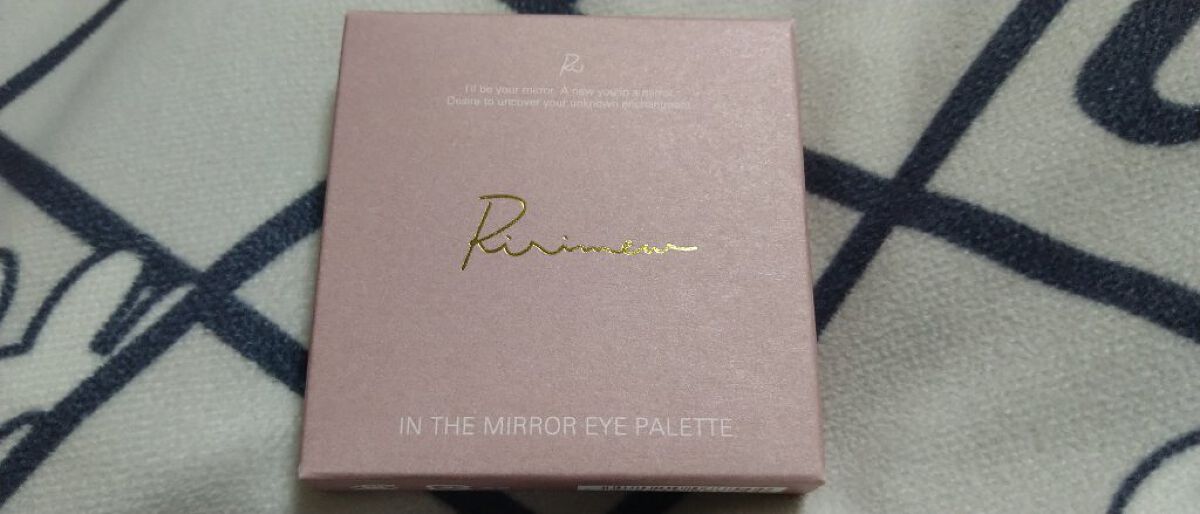 Ri
I'll be your mirror. A new you in a mirror.
Desire to uncover your unknown enchantment.
Ririmew
IN THE MIRROR EYE PALETTE